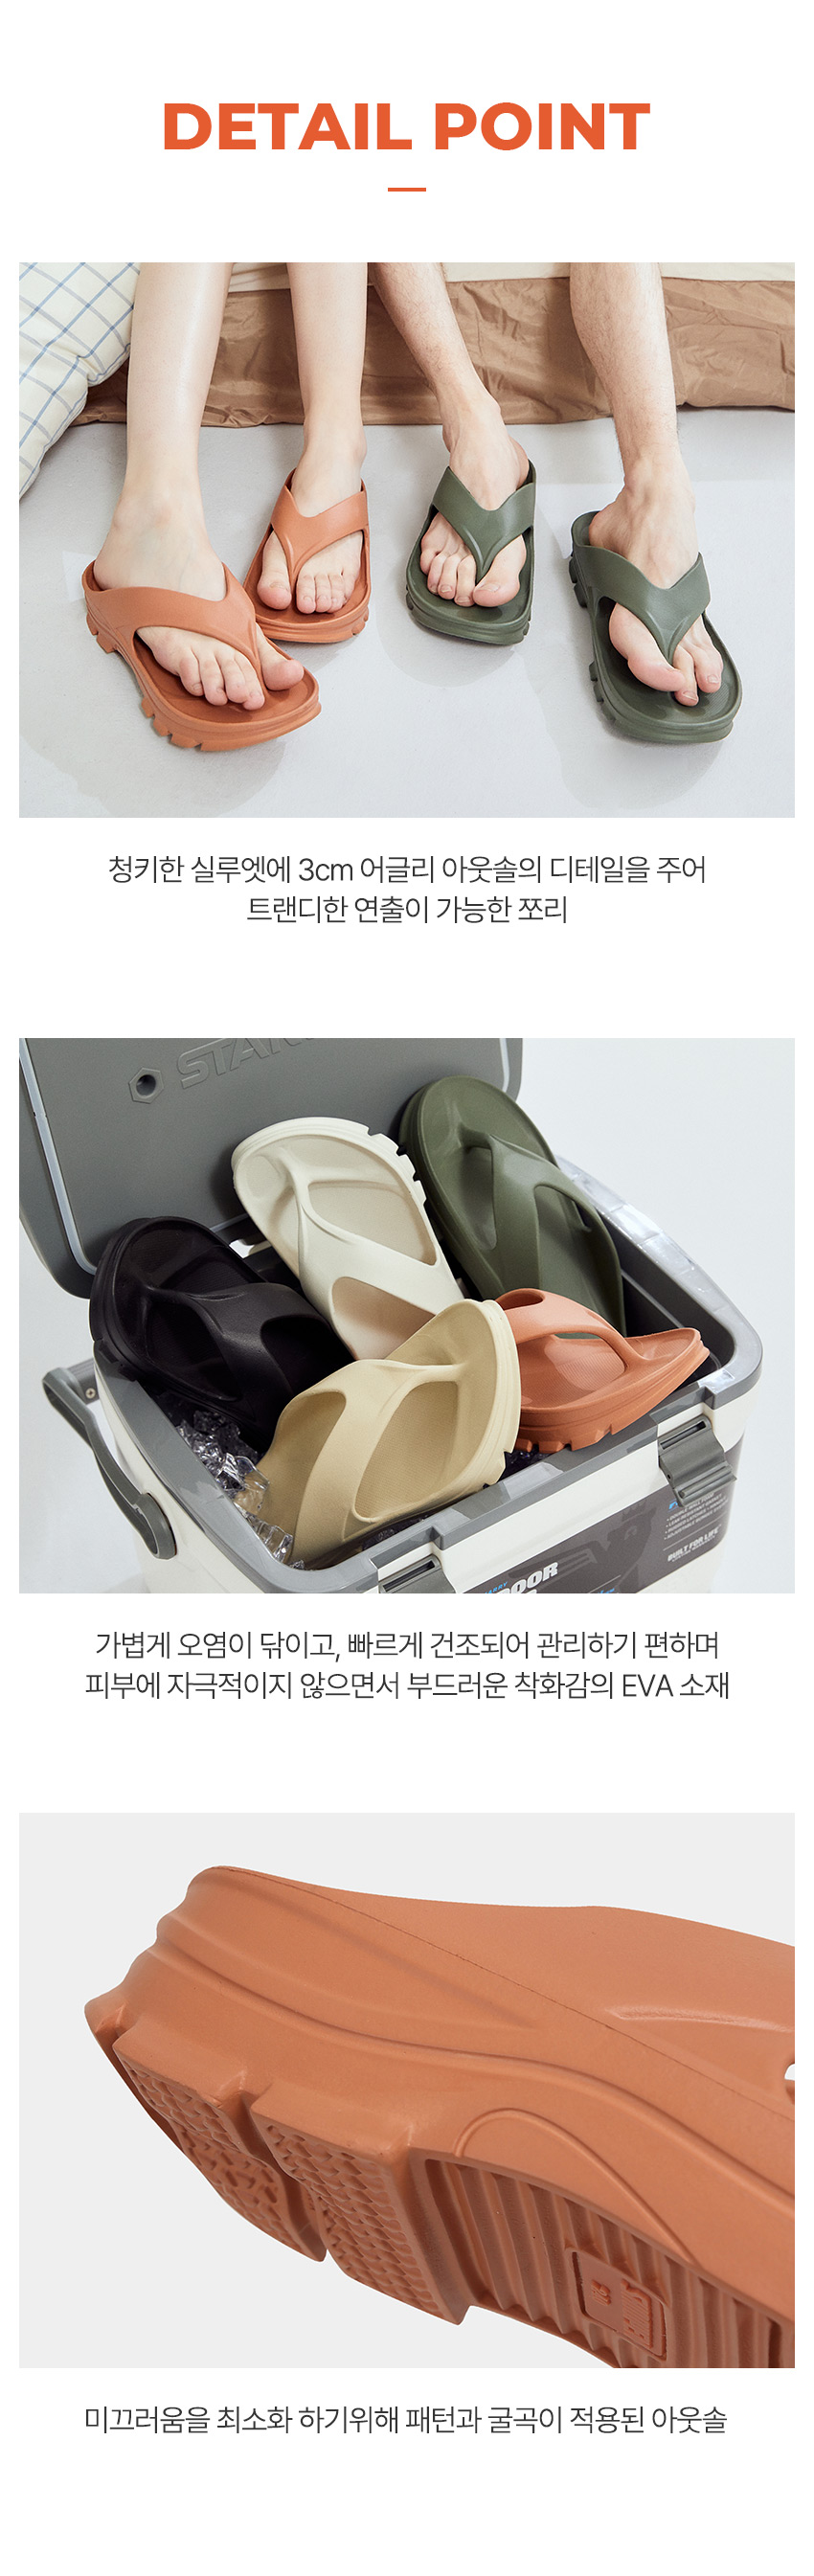 DETAIL POINT
청키한 실루엣에 3cm 어글리 아웃솔의 디테일을 주어
트랜디한 연출이 가능한 쪼리
BUILT FOR LIFE
가볍게 오염이 닦이고, 빠르게 건조되어 관리하기 편하며
피부에 자극적이지 않으면서 부드러운 착화감의 EVA 소재
미끄러움을 최소화 하기위해 패턴과 굴곡이 적용된 아웃솔